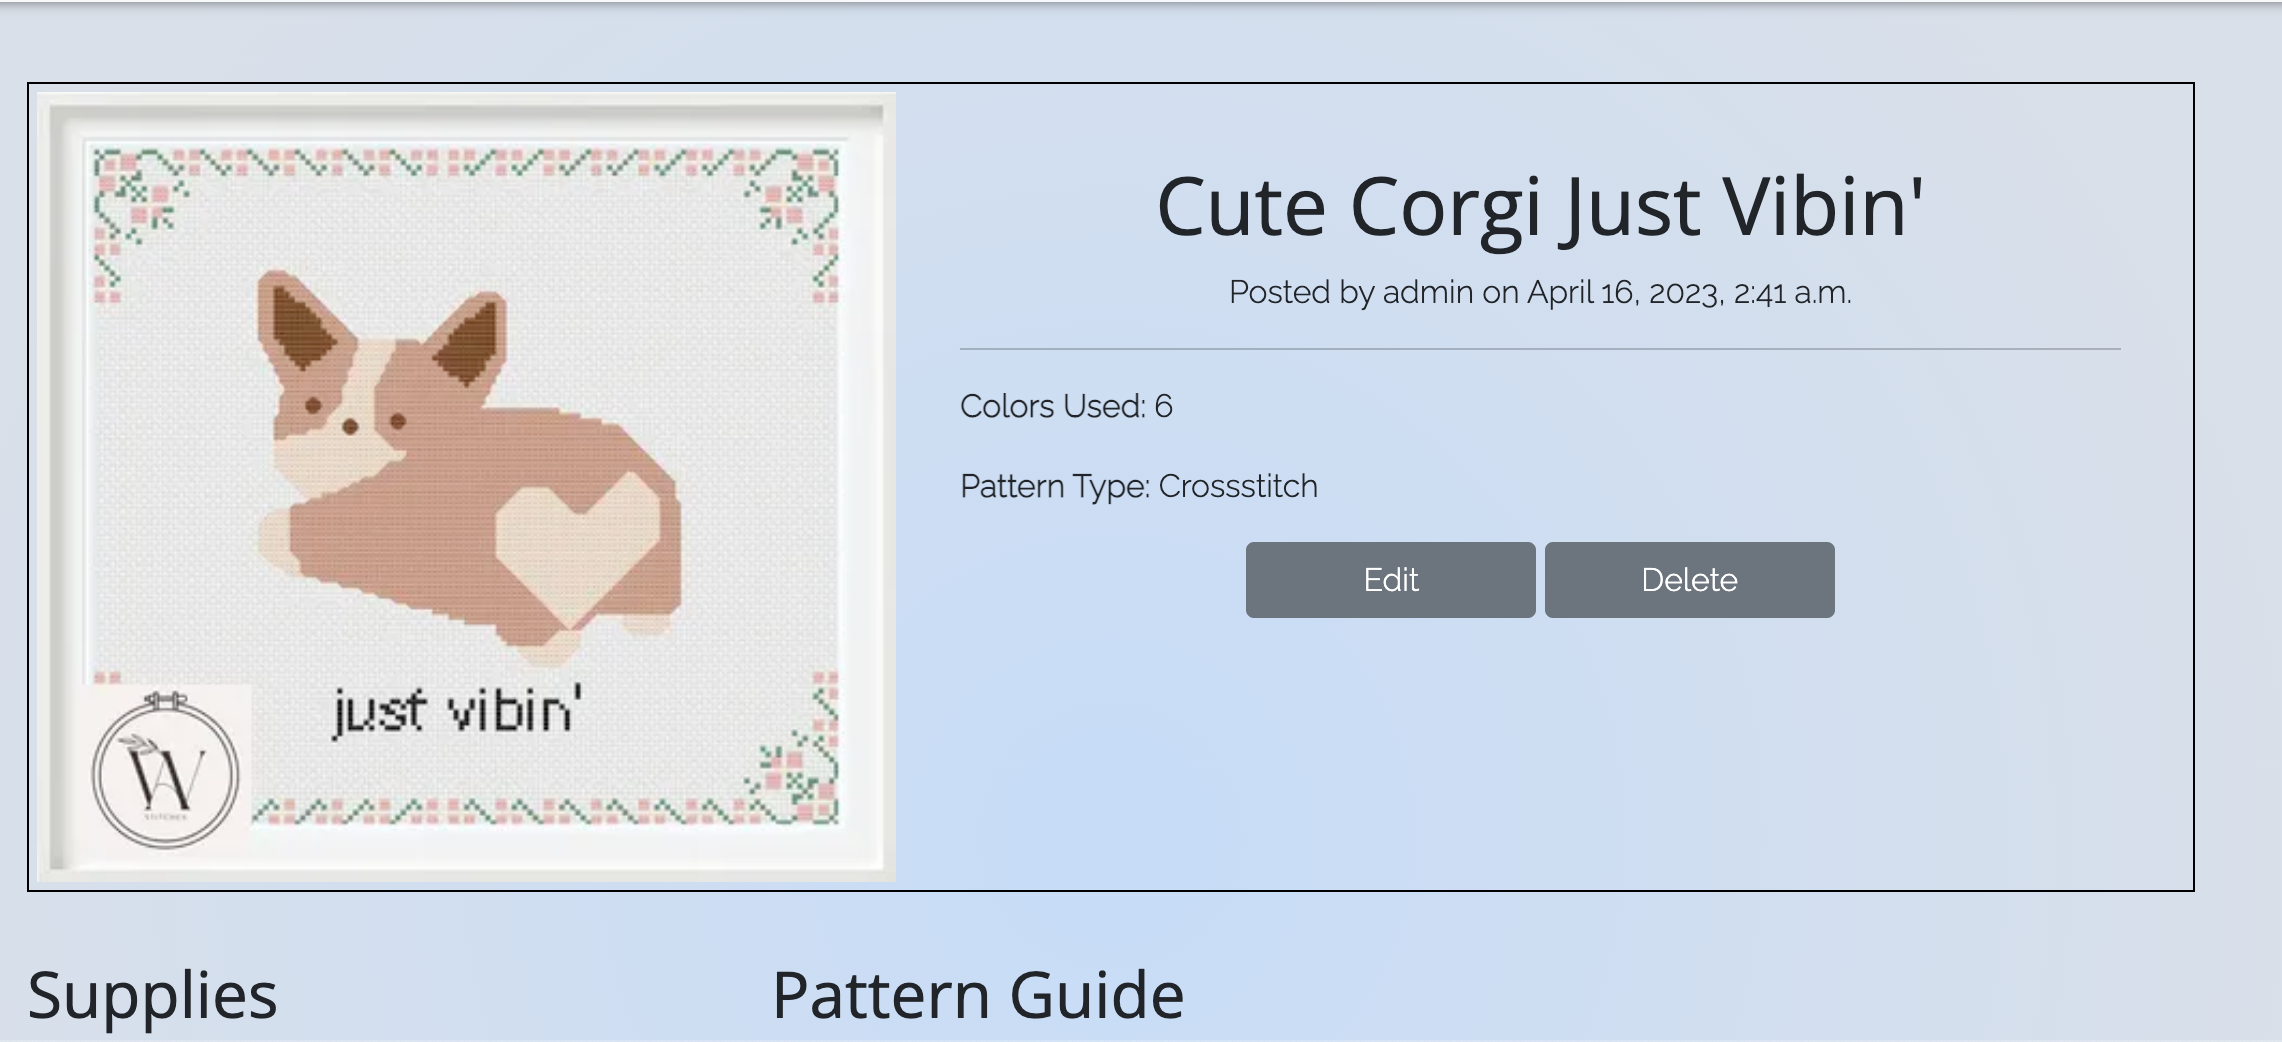 Cute Corgi Just Vibin'
Posted by admin on April 16, 2023, 2:41 a.m.
Colors Used: 6
Pattern Type: Crossstitch
Edit Delete
just vibin'
W
STITCHES
Supplies
Pattern Guide